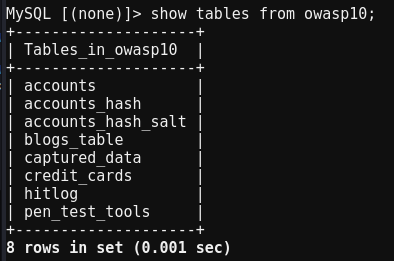 MySQL [(none)]> show tables from owasp10;
+--------------------+
| Tables_in_owasp10  |
+--------------------+
| accounts           |
| accounts_hash      |
| accounts_hash_salt |
| blogs_table        |
| captured_data      |
| credit_cards       |
| hitlog             |
| pen_test_tools     |
+--------------------+
8 rows in set (0.001 sec)